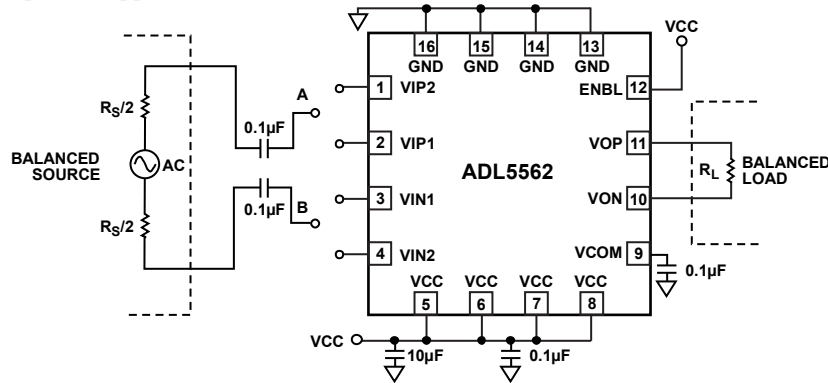 16 15 14 13
GND GND GND GND
VCC
ENBL 12
1 VIP2
A
R_S/2
0.1µF
2 VIP1
VOP 11
BALANCED
SOURCE
AC
ADL5562
R_L
BALANCED
LOAD
3 VIN1
VON 10
0.1µF
B
R_S/2
4 VIN2
VCOM 9
0.1µF
VCC VCC VCC VCC
5 6 7 8
VCC
10µF
0.1µF